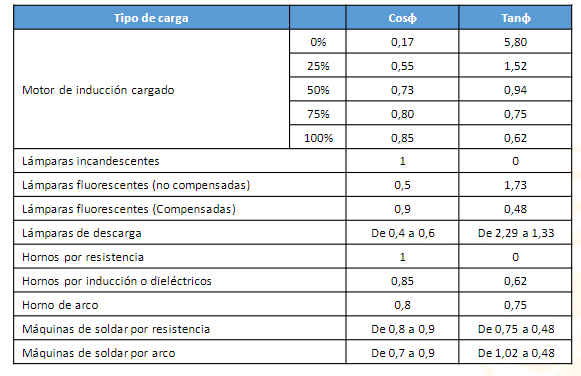 Tipo de carga Cosϕ Tanϕ
0% 0,17 5,80
25% 0,55 1,52
Motor de inducción cargado 50% 0,73 0,94
75% 0,80 0,75
100% 0,85 0,62
Lámparas incandescentes 1 0
Lámparas fluorescentes (no compensadas) 0,5 1,73
Lámparas fluorescentes (Compensadas) 0,9 0,48
Lámparas de descarga De 0,4 a 0,6 De 2,29 a 1,33
Hornos por resistencia 1 0
Hornos por inducción o dieléctricos 0,85 0,62
Horno de arco 0,8 0,75
Máquinas de soldar por resistencia De 0,8 a 0,9 De 0,75 a 0,48
Máquinas de soldar por arco De 0,7 a 0,9 De 1,02 a 0,48